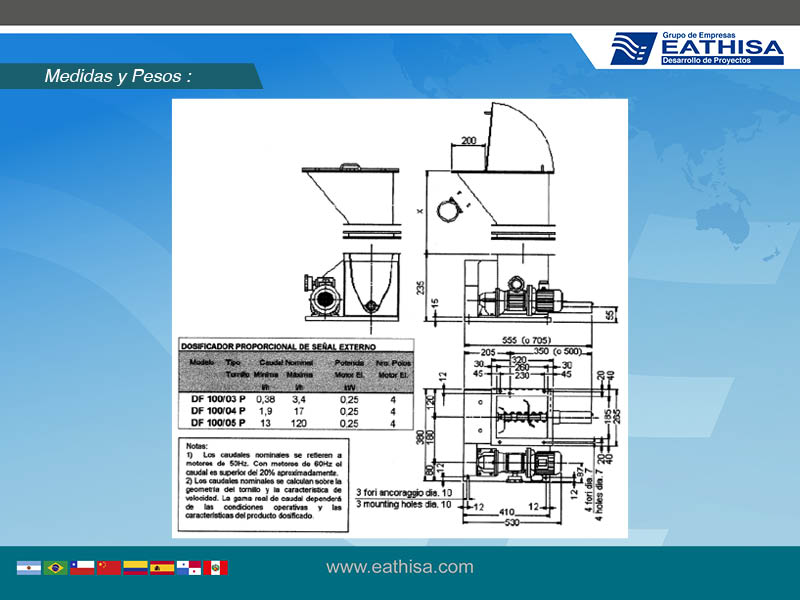 Grupo de Empresas
EATHISA
Desarrollo de Proyectos
Medidas y Pesos :
200
X
235
15
55
555 (o 705)
205
350 (o 500)
320
30
260
30
45
230
45
12
20
40
120
380
180
80
12
185
265
20
40
87
12
4 fori dia. 7
4 holes dia. 7
3 fori ancoraggio dia. 10
3 mounting holes dia. 10
12
410
12
530
DOSIFICADOR PROPORCIONAL DE SEÑAL EXTERNO
Modelo Tipo Caudal Nominal Potencia Nro. Polos
Tornillo Mínima Máxima Motor El. Motor El.
l/h l/h kW
DF 100/03 P 0,38 3,4 0,25 4
DF 100/04 P 1,9 17 0,25 4
DF 100/05 P 13 120 0,25 4
Notas:
1) Los caudales nominales se refieren a
motores de 50Hz. Con motores de 60Hz el
caudal es superior del 20% aproximadamente.
2) Los caudales nominales se calculan sobre la
geometría del tornillo y la característica de
velocidad. La gama real de caudal dependerá
de las condiciones operativas y las
características del producto dosificado.
www.eathisa.com